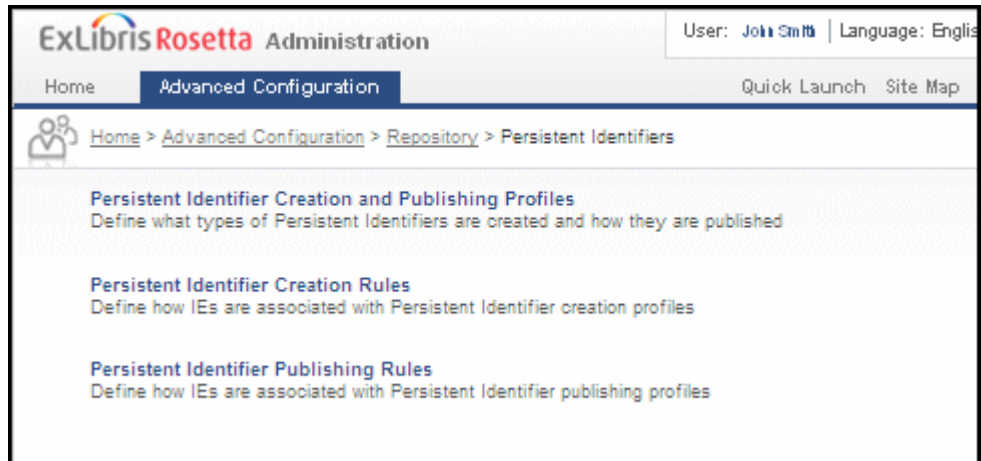 ExLibris Rosetta Administration
User: John Smith | Language: Englis
Home Advanced Configuration Quick Launch Site Map
Home > Advanced Configuration > Repository > Persistent Identifiers
Persistent Identifier Creation and Publishing Profiles
Define what types of Persistent Identifiers are created and how they are published
Persistent Identifier Creation Rules
Define how IEs are associated with Persistent Identifier creation profiles
Persistent Identifier Publishing Rules
Define how IEs are associated with Persistent Identifier publishing profiles